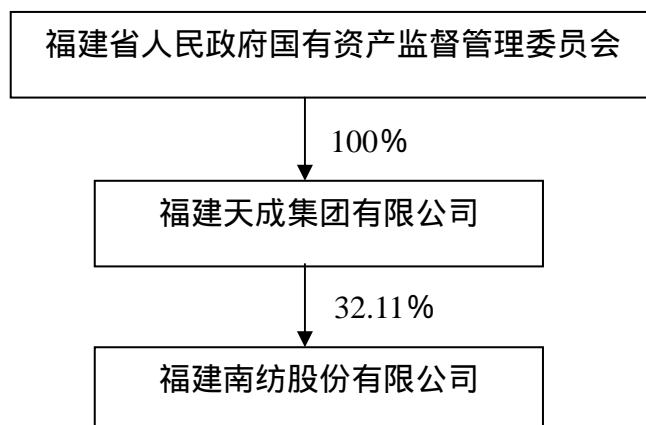 福建省人民政府国有资产监督管理委员会
100%
福建天成集团有限公司
32.11%
福建南纺股份有限公司